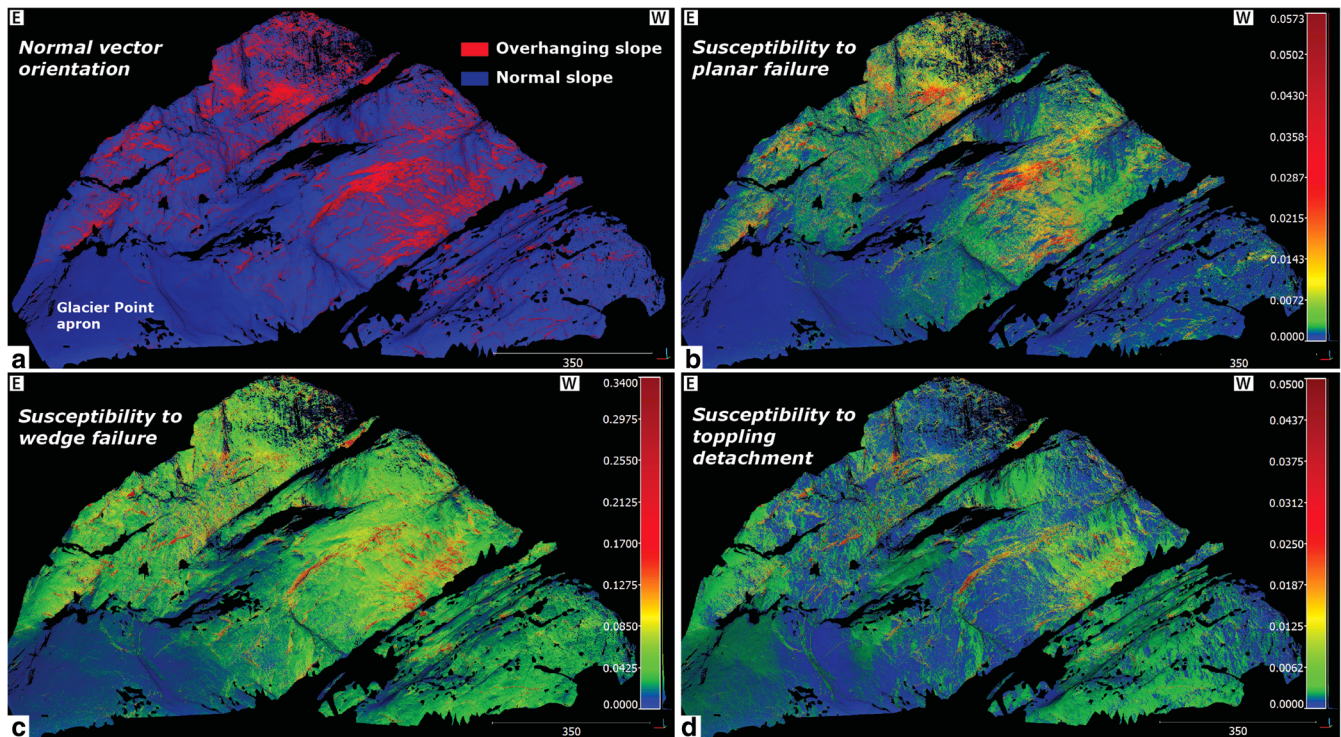 E
W
Normal vector
orientation
Overhanging slope
Normal slope
Glacier Point
apron
350
a
E
W
Susceptibility to
planar failure
0.0573
0.0502
0.0430
0.0358
0.0287
0.0215
0.0143
0.0072
0.0000
350
b
E
W
Susceptibility to
wedge failure
0.3400
0.2975
0.2550
0.2125
0.1700
0.1275
0.0850
0.0425
0.0000
350
c
E
W
Susceptibility to
toppling
detachment
0.0500
0.0437
0.0375
0.0312
0.0250
0.0187
0.0125
0.0062
0.0000
350
d